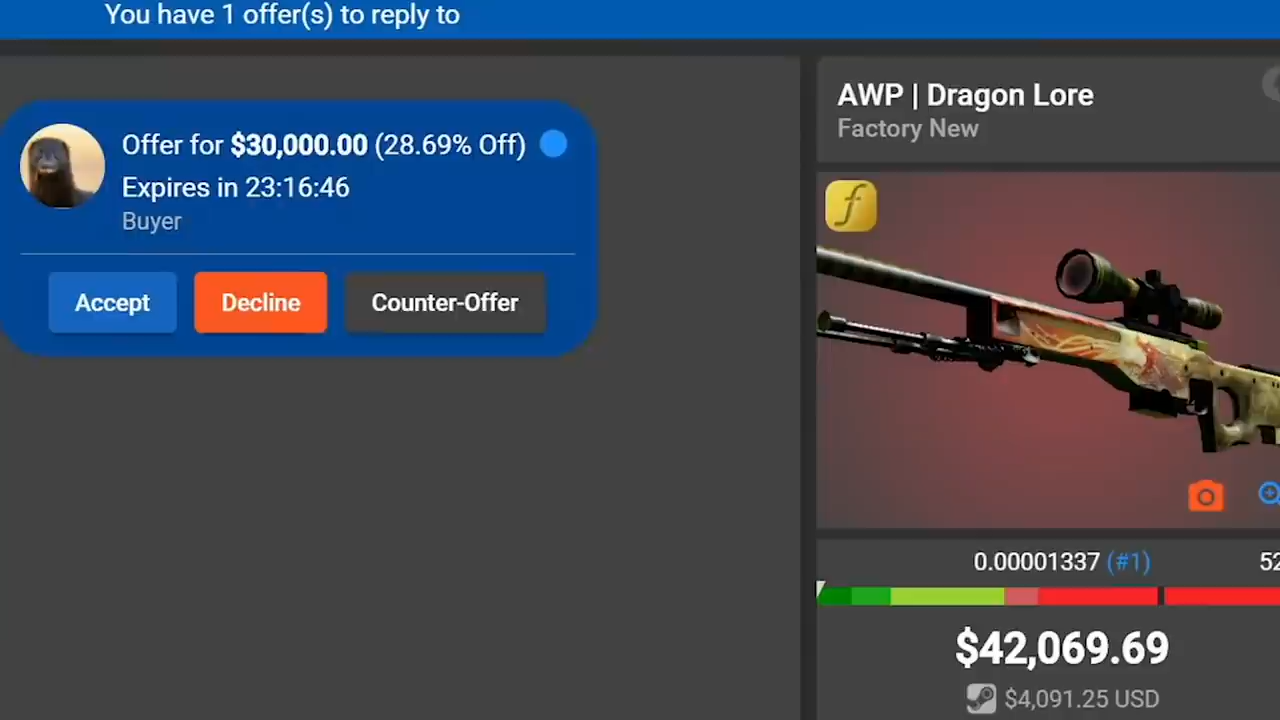 You have 1 offer(s) to reply to
Offer for $30,000.00 (28.69% Off)
Expires in 23:16:46
Buyer
Accept
Decline
Counter-Offer
AWP | Dragon Lore
Factory New
f
0.00001337 (#1)
52
$42,069.69
$4,091.25 USD